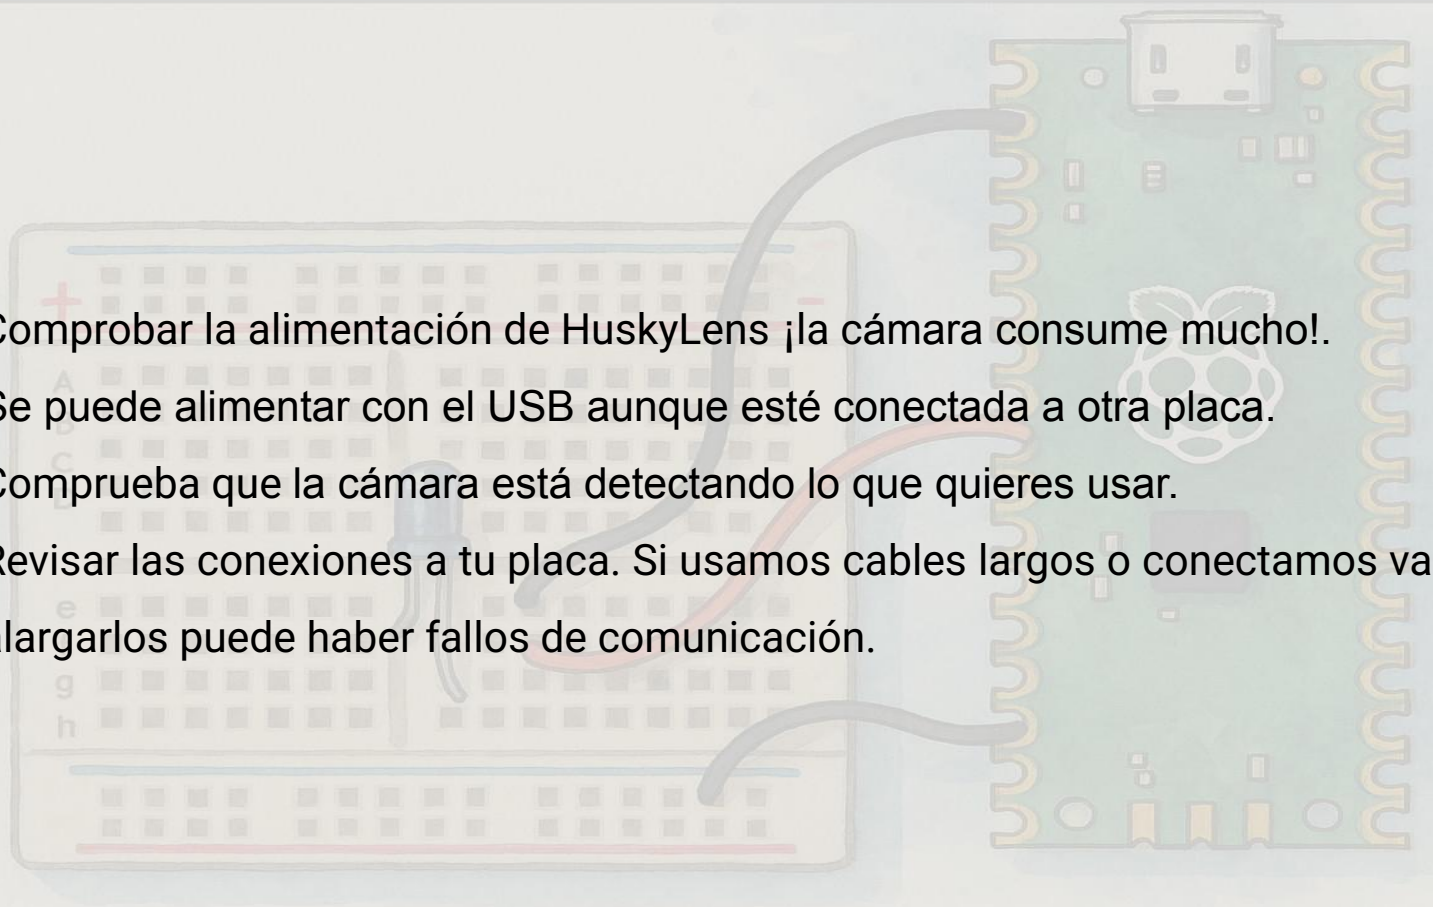 + -
Comprobar la alimentación de HuskyLens ¡la cámara consume mucho!.
A
Se puede alimentar con el USB aunque esté conectada a otra placa.
C
Comprueba que la cámara está detectando lo que quieres usar.
Revisar las conexiones a tu placa. Si usamos cables largos o conectamos va
e
alargarlos puede haber fallos de comunicación.
g
h